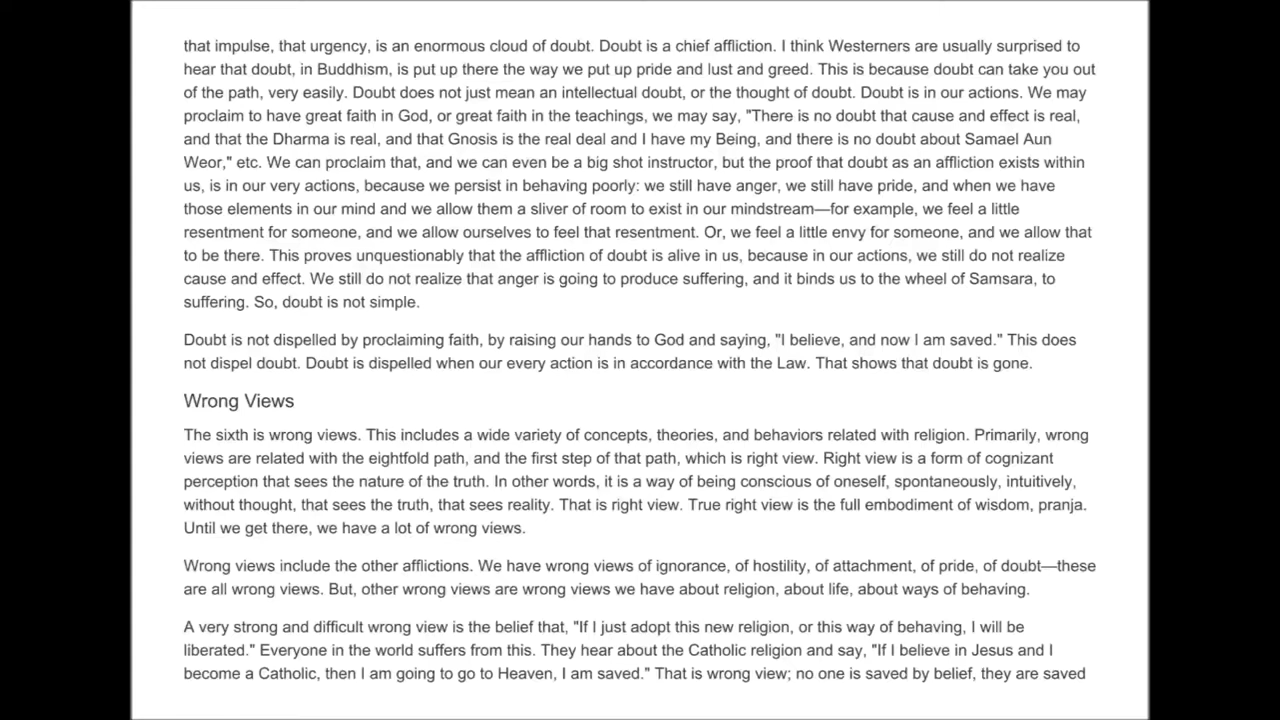 that impulse, that urgency, is an enormous cloud of doubt. Doubt is a chief affliction. I think Westerners are usually surprised to
hear that doubt, in Buddhism, is put up there the way we put up pride and lust and greed. This is because doubt can take you out
of the path, very easily. Doubt does not just mean an intellectual doubt, or the thought of doubt. Doubt is in our actions. We may
proclaim to have great faith in God, or great faith in the teachings, we may say, "There is no doubt that cause and effect is real,
and that the Dharma is real, and that Gnosis is the real deal and I have my Being, and there is no doubt about Samael Aun
Weor," etc. We can proclaim that, and we can even be a big shot instructor, but the proof that doubt as an affliction exists within
us, is in our very actions, because we persist in behaving poorly: we still have anger, we still have pride, and when we have
those elements in our mind and we allow them a sliver of room to exist in our mindstream—for example, we feel a little
resentment for someone, and we allow ourselves to feel that resentment. Or, we feel a little envy for someone, and we allow that
to be there. This proves unquestionably that the affliction of doubt is alive in us, because in our actions, we still do not realize
cause and effect. We still do not realize that anger is going to produce suffering, and it binds us to the wheel of Samsara, to
suffering. So, doubt is not simple.
Doubt is not dispelled by proclaiming faith, by raising our hands to God and saying, "I believe, and now I am saved." This does
not dispel doubt. Doubt is dispelled when our every action is in accordance with the Law. That shows that doubt is gone.
Wrong Views
The sixth is wrong views. This includes a wide variety of concepts, theories, and behaviors related with religion. Primarily, wrong
views are related with the eightfold path, and the first step of that path, which is right view. Right view is a form of cognizant
perception that sees the nature of the truth. In other words, it is a way of being conscious of oneself, spontaneously, intuitively,
without thought, that sees the truth, that sees reality. That is right view. True right view is the full embodiment of wisdom, pranja.
Until we get there, we have a lot of wrong views.
Wrong views include the other afflictions. We have wrong views of ignorance, of hostility, of attachment, of pride, of doubt—these
are all wrong views. But, other wrong views are wrong views we have about religion, about life, about ways of behaving.
A very strong and difficult wrong view is the belief that, "If I just adopt this new religion, or this way of behaving, I will be
liberated." Everyone in the world suffers from this. They hear about the Catholic religion and say, "If I believe in Jesus and I
become a Catholic, then I am going to go to Heaven, I am saved." That is wrong view; no one is saved by belief, they are saved